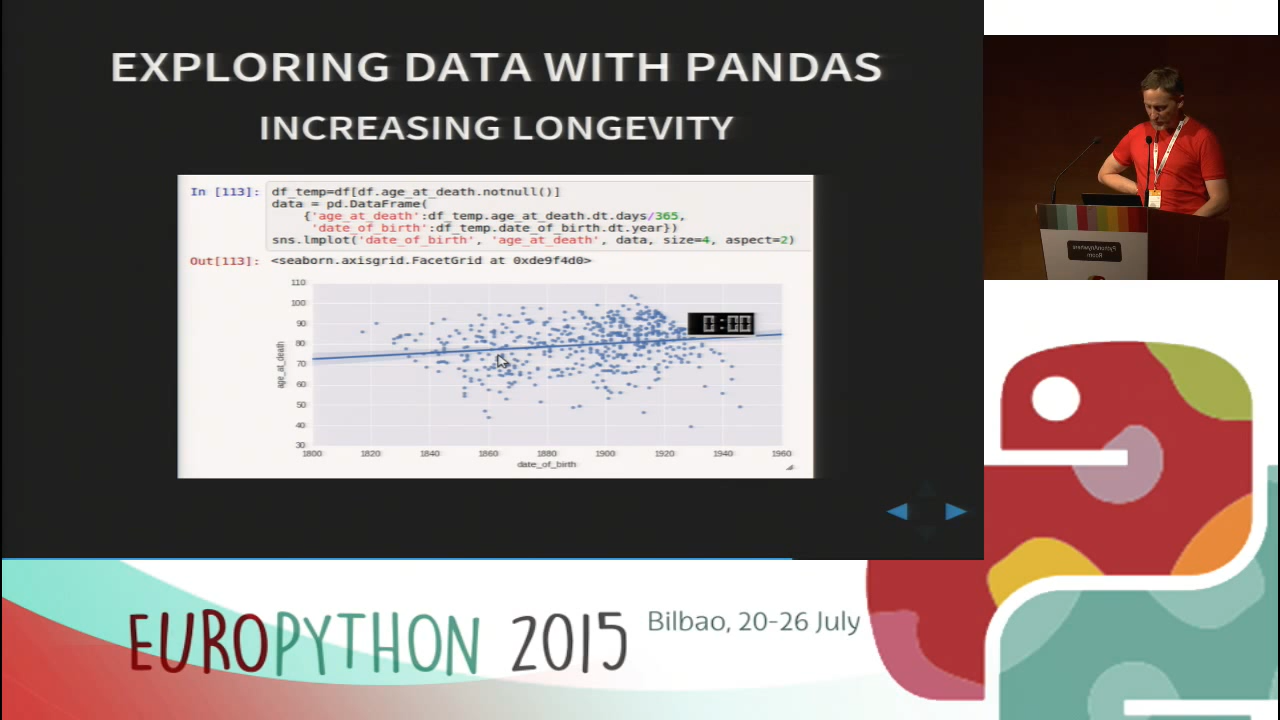 EXPLORING DATA WITH PANDAS
INCREASING LONGEVITY
In [113]: df_temp=df[df.age_at_death.notnull()]
data = pd.DataFrame(
{'age_at_death':df_temp.age_at_death.dt.days/365,
'date_of_birth':df_temp.date_of_birth.dt.year})
sns.lmplot('date_of_birth', 'age_at_death', data, size=4, aspect=2)
Out[113]: <seaborn.axisgrid.FacetGrid at 0xde9f4d0>
110
100
90
80
70
60
50
40
30
age_at_death
0:00
1800 1820 1840 1860 1880 1900 1920 1940 1960
date_of_birth
PythonAnywhere
Room
EUROPYTHON 2015
Bilbao, 20-26 July